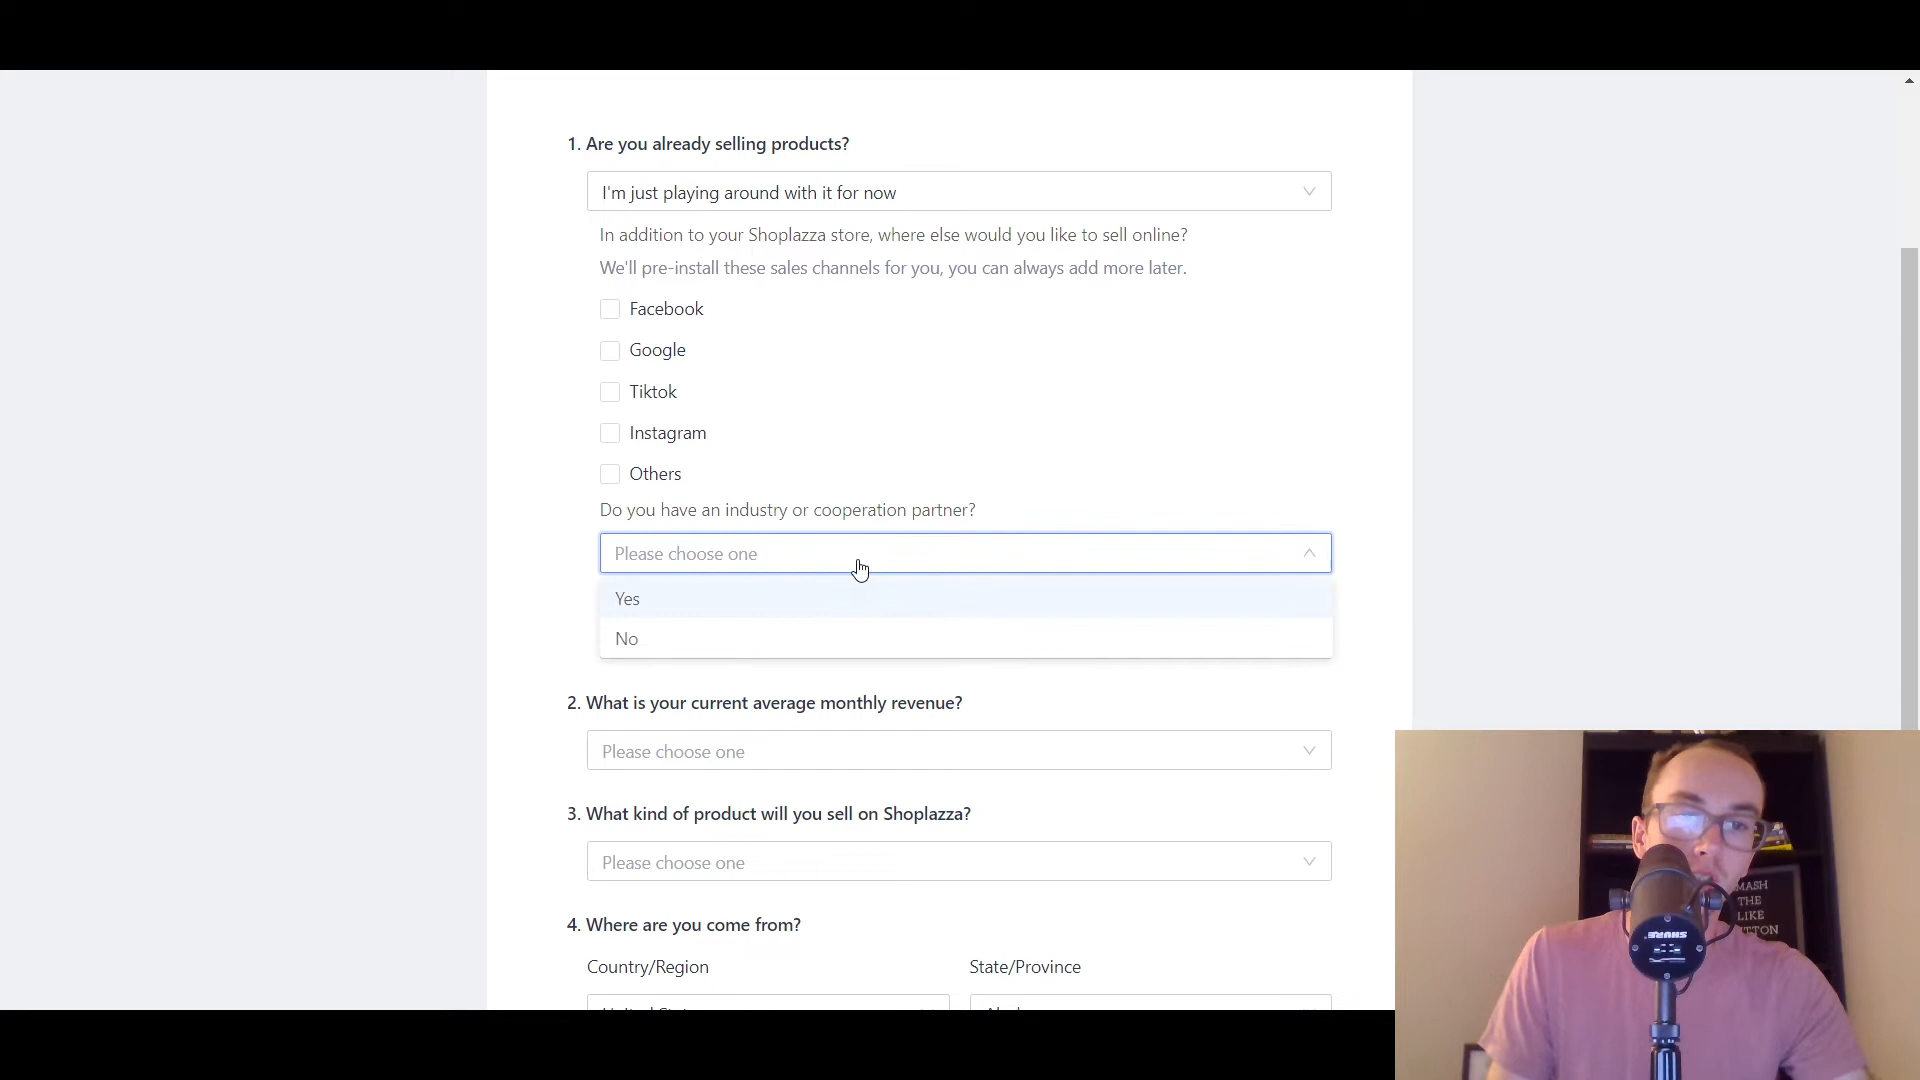 1. Are you already selling products?
I'm just playing around with it for now
In addition to your Shoplazza store, where else would you like to sell online?
We'll pre-install these sales channels for you, you can always add more later.
Facebook
Google
Tiktok
Instagram
Others
Do you have an industry or cooperation partner?
Please choose one
Yes
No
2. What is your current average monthly revenue?
Please choose one
3. What kind of product will you sell on Shoplazza?
Please choose one
4. Where are you come from?
Country/Region
State/Province
MASH
THE
LIKE
SHURE